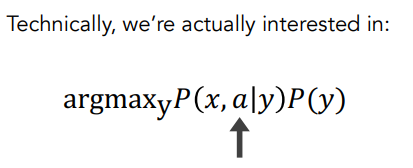 Technically, we’re actually interested in:
argmaxyP(x, a|y)P(y)